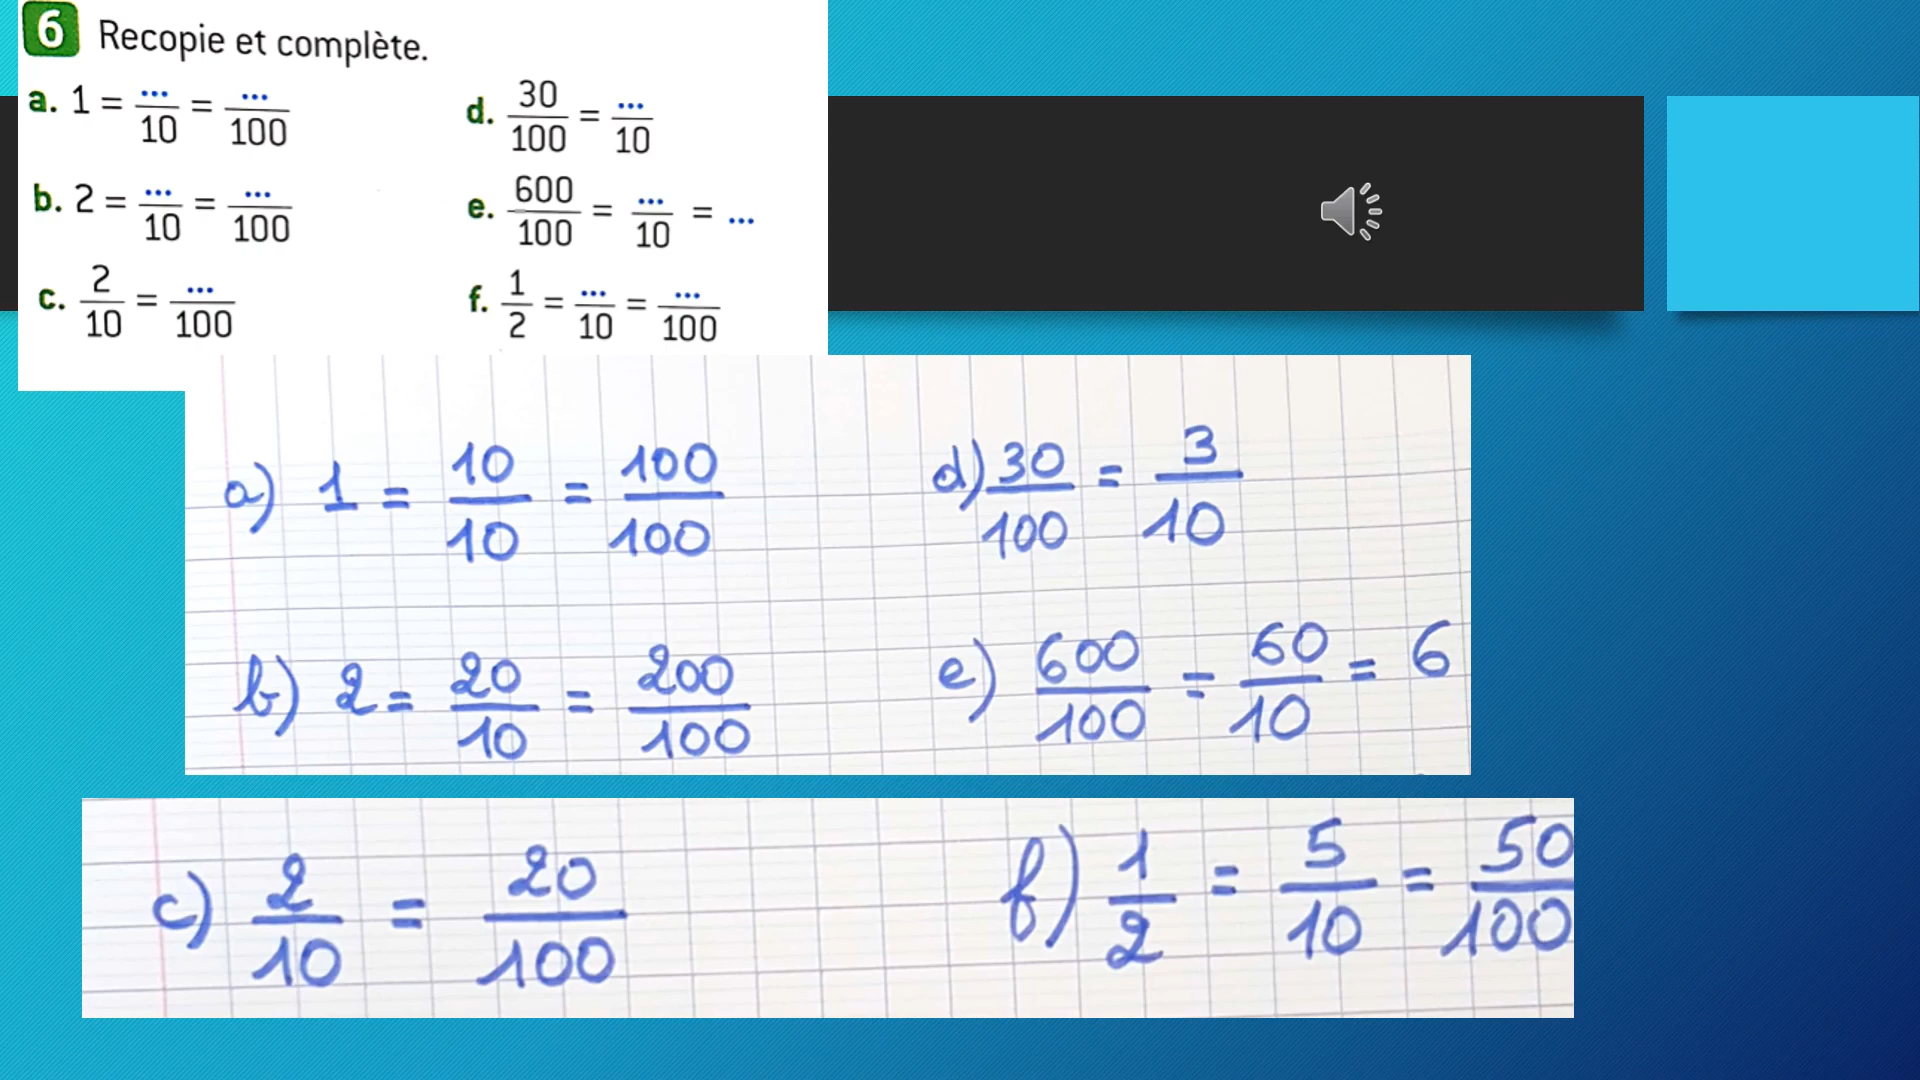 6 Recopie et complète.
a. 1 = .../10 = .../100
b. 2 = .../10 = .../100
c. 2/10 = .../100
d. 30/100 = .../10
e. 600/100 = .../10 = ...
f. 1/2 = .../10 = .../100
a) 1 = 10/10 = 100/100
b) 2 = 20/10 = 200/100
d) 30/100 = 3/10
e) 600/100 = 60/10 = 6
c) 2/10 = 20/100
f) 1/2 = 5/10 = 50/100